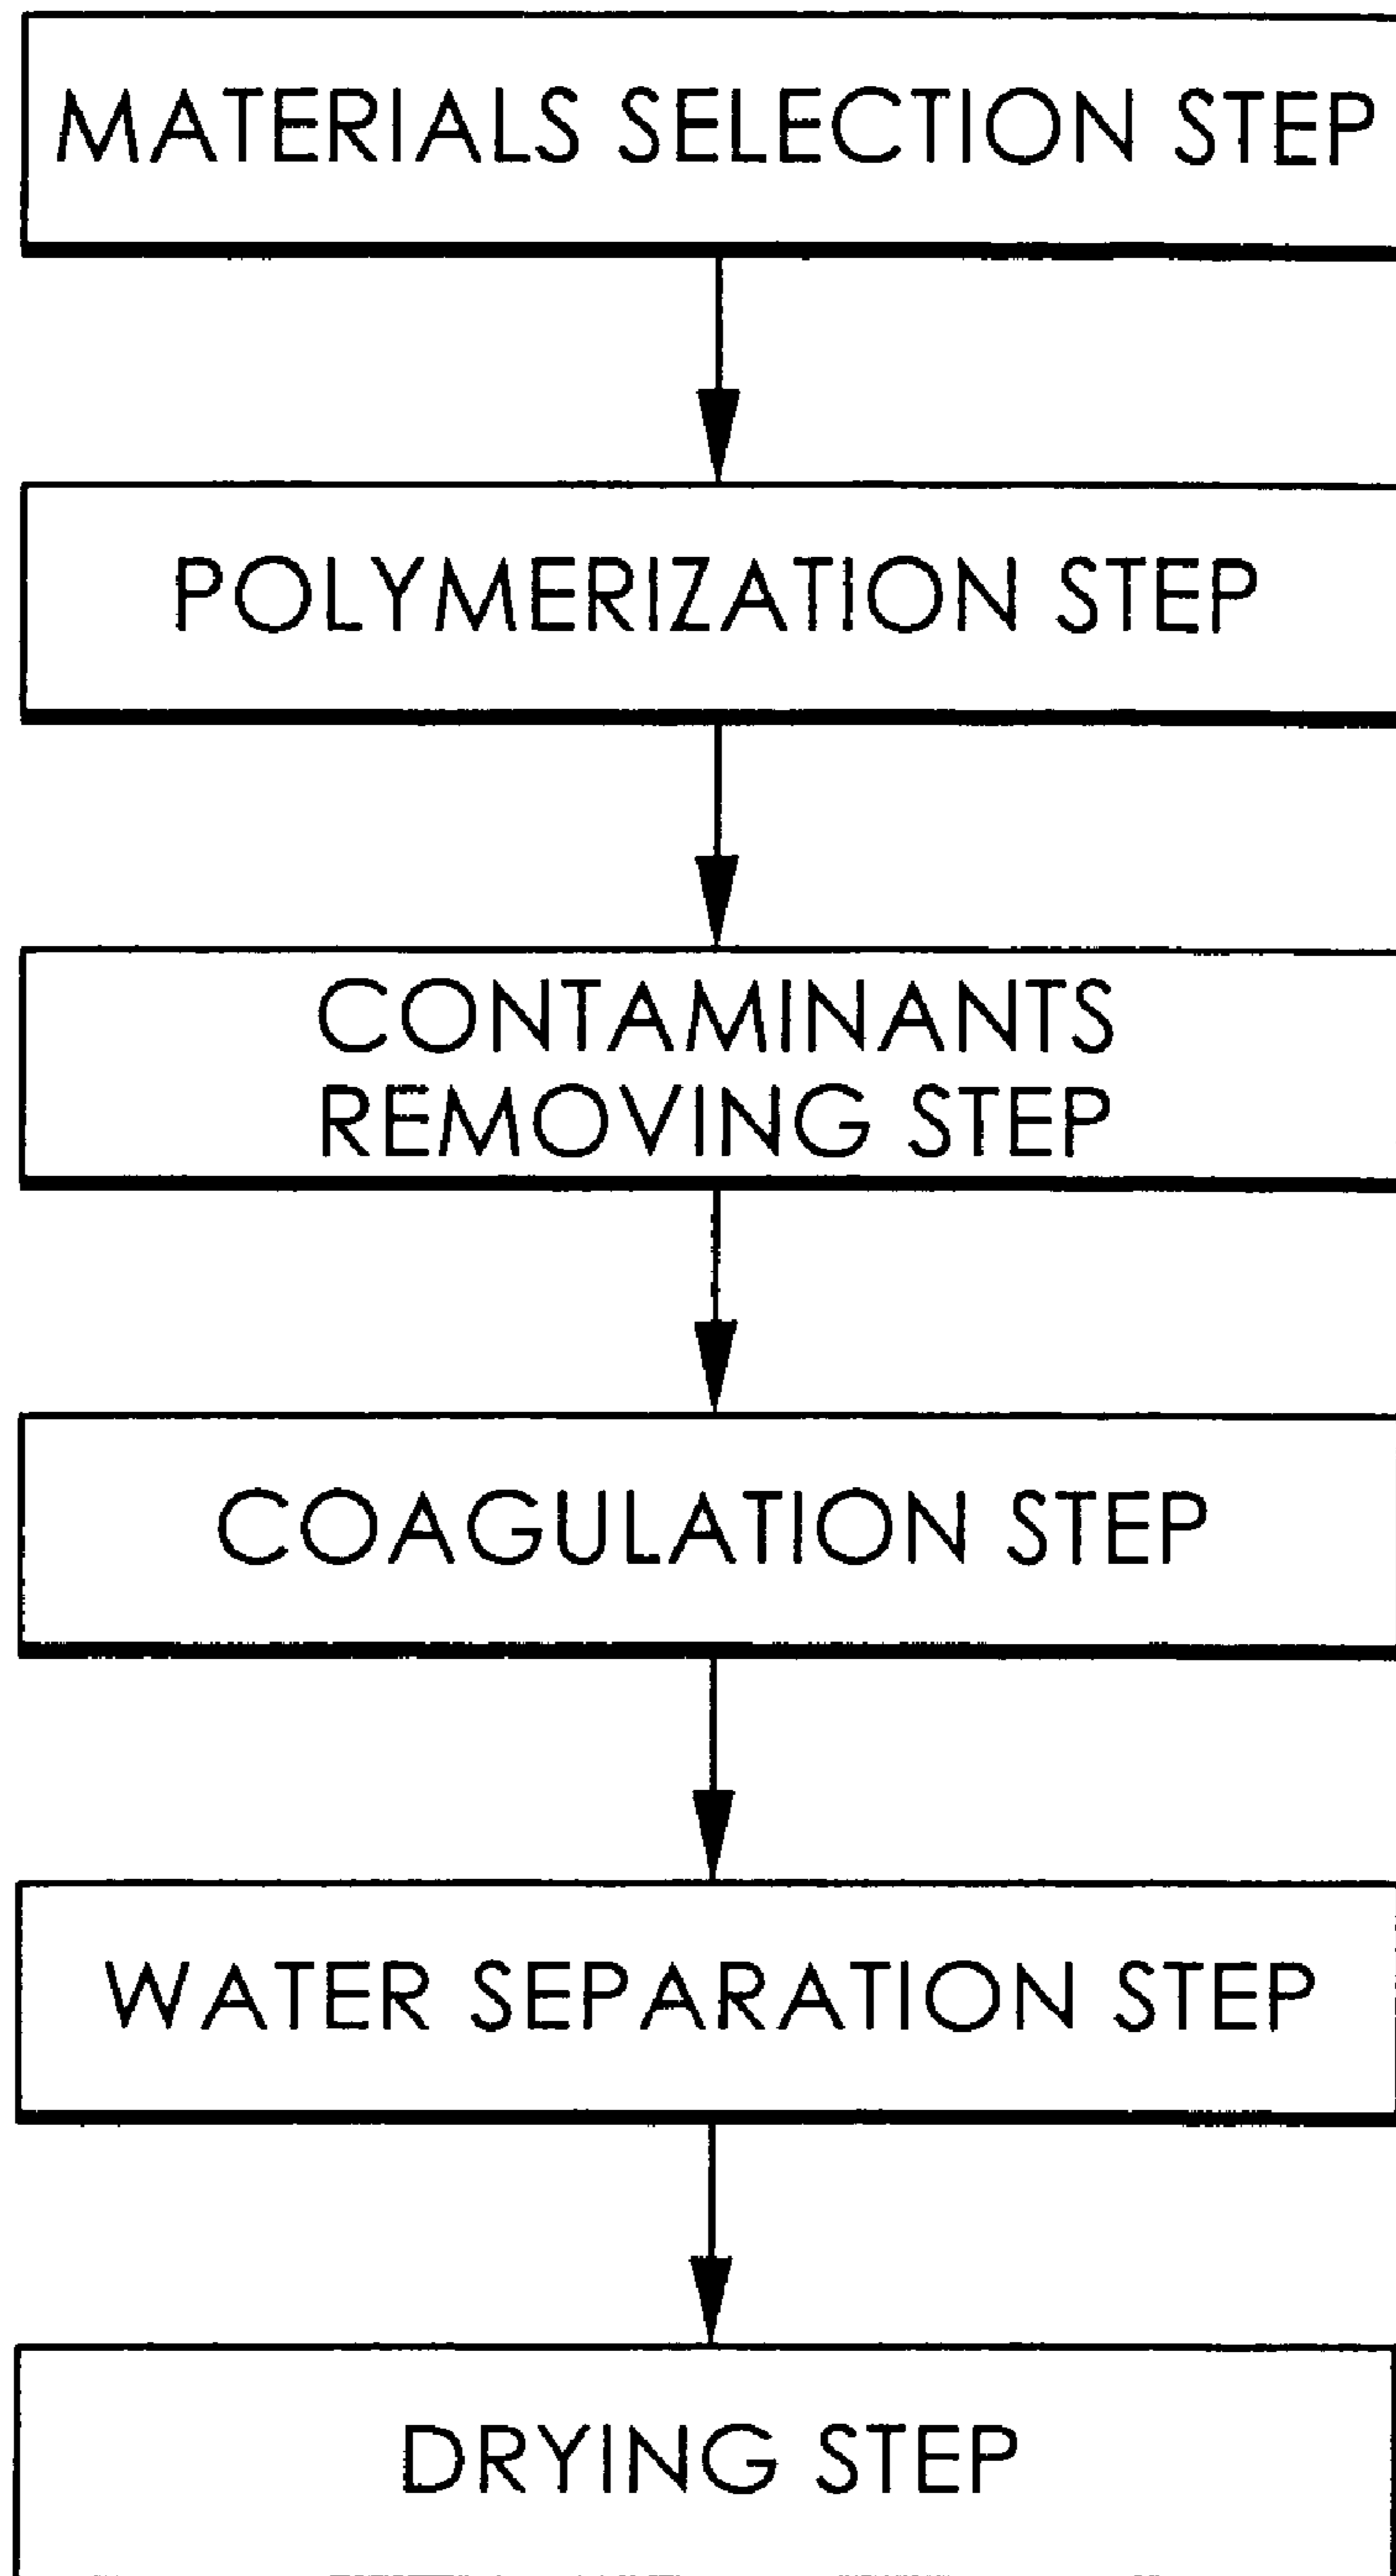 MATERIALS SELECTION STEP
POLYMERIZATION STEP
CONTAMINANTS
REMOVING STEP
COAGULATION STEP
WATER SEPARATION STEP
DRYING STEP